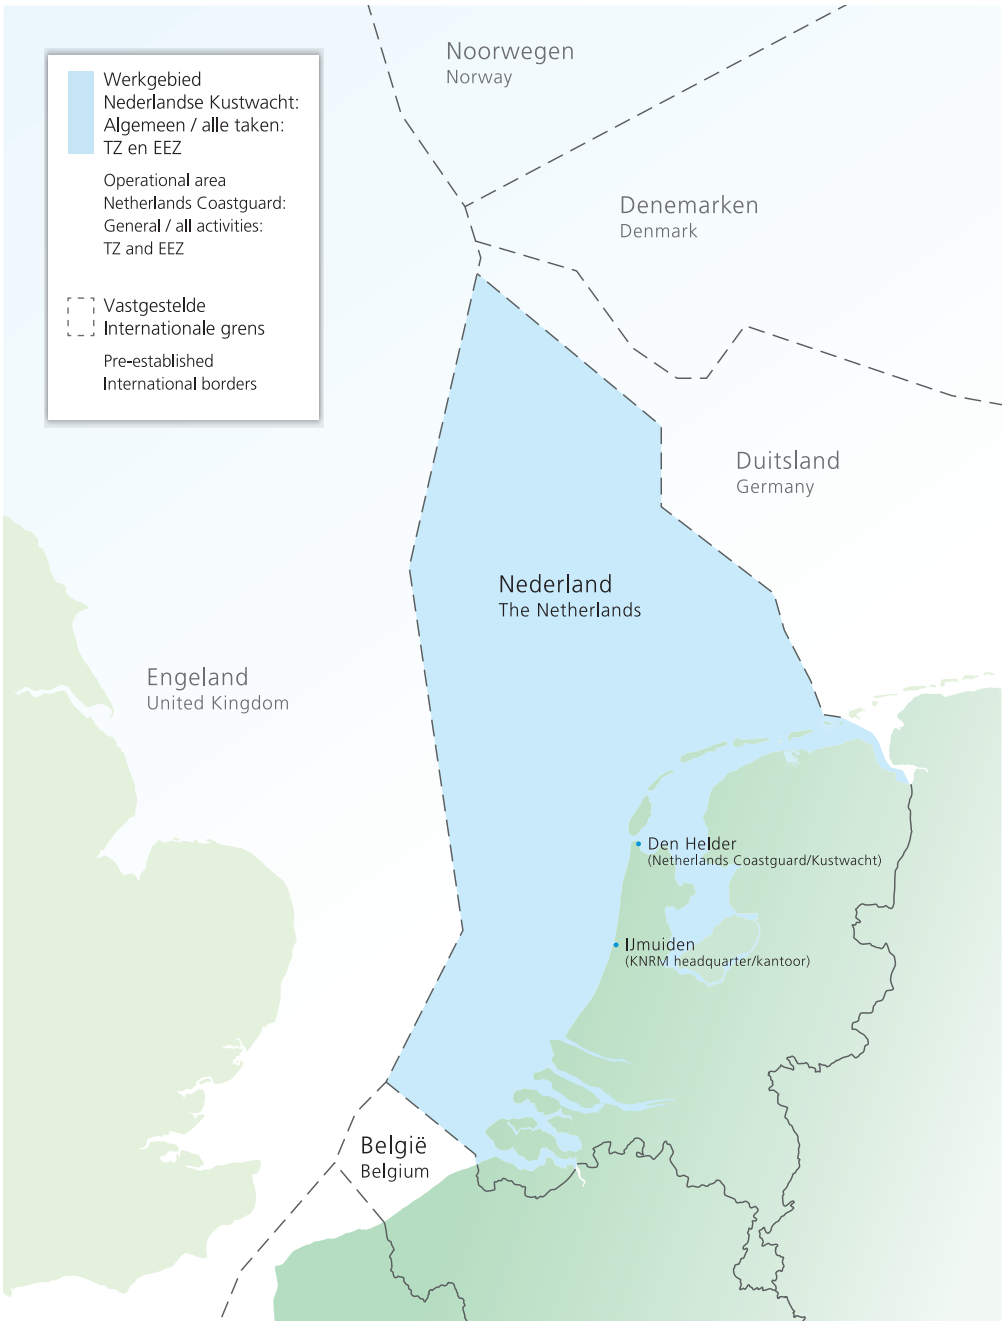 Noorwegen
Norway
Werkgebied
Nederlandse Kustwacht:
Algemeen / alle taken:
TZ en EEZ
Operational area
Netherlands Coastguard:
General / all activities:
TZ and EEZ
Vastgestelde
Internationale grens
Pre-established
International borders
Denemarken
Denmark
Duitsland
Germany
Nederland
The Netherlands
Engeland
United Kingdom
Den Helder
(Netherlands Coastguard/Kustwacht)
IJmuiden
(KNRM headquarter/kantoor)
België
Belgium